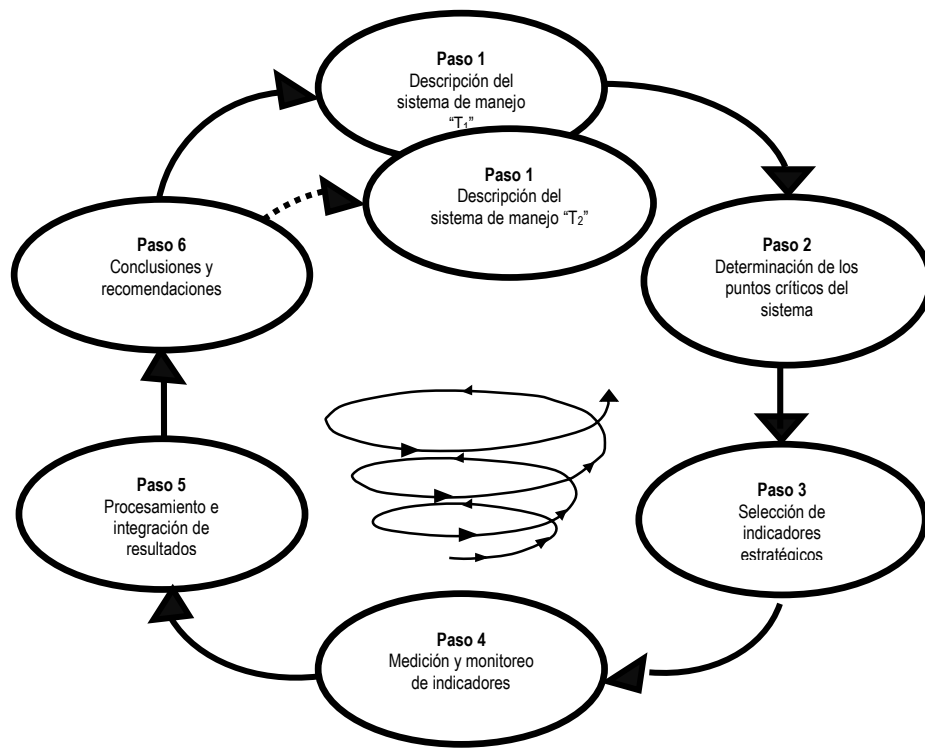 Paso 1
Descripción del
sistema de manejo
“T₁”
Paso 1
Descripción del
sistema de manejo “T₂”
Paso 2
Determinación de los
puntos críticos del
sistema
Paso 3
Selección de
indicadores
estratégicos
Paso 4
Medición y monitoreo
de indicadores
Paso 5
Procesamiento e
integración de
resultados
Paso 6
Conclusiones y
recomendaciones